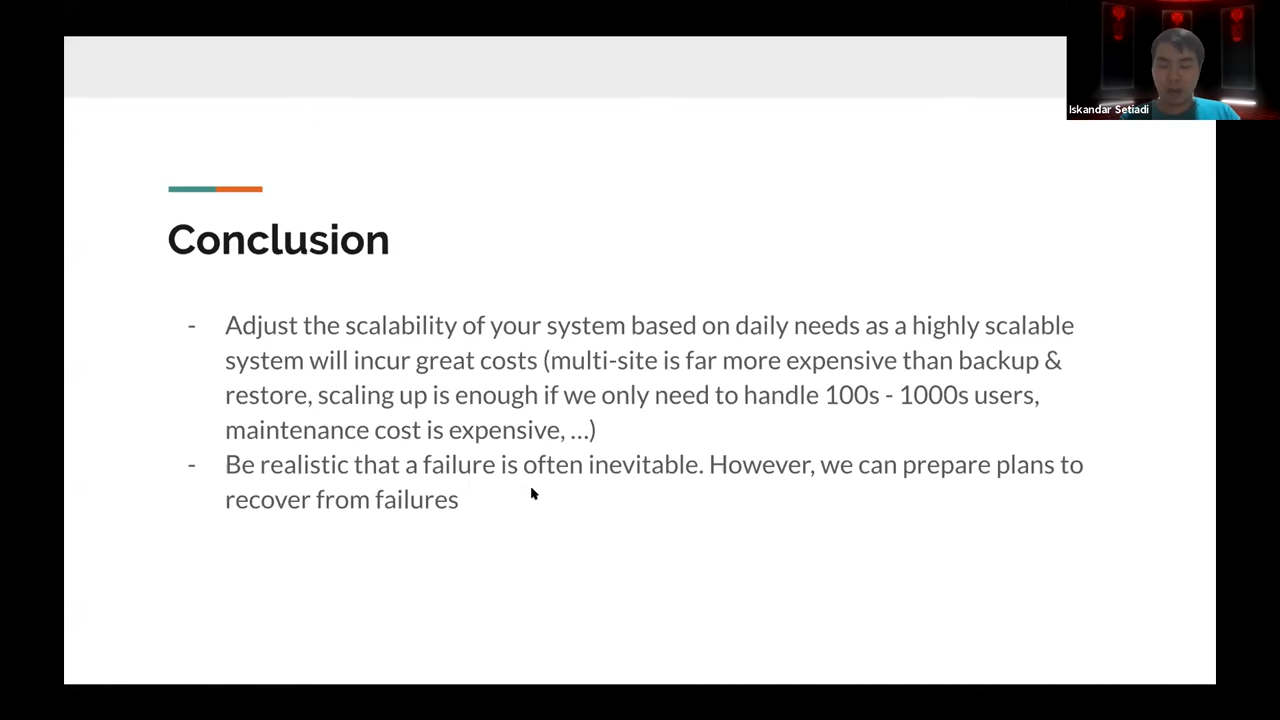 Iskandar Setiadi
Conclusion
- Adjust the scalability of your system based on daily needs as a highly scalable
system will incur great costs (multi-site is far more expensive than backup &
restore, scaling up is enough if we only need to handle 100s - 1000s users,
maintenance cost is expensive, ...)
- Be realistic that a failure is often inevitable. However, we can prepare plans to
recover from failures